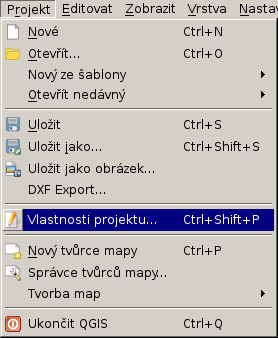 Projekt Editovat Zobrazit Vrstva Nastav
Nové Ctrl+N
Otevřít... Ctrl+O
Nový ze šablony
Otevřít nedávný
Uložit Ctrl+S
Uložit jako... Ctrl+Shift+S
Uložit jako obrázek...
DXF Export...
Vlastnosti projektu... Ctrl+Shift+P
Nový tvůrce mapy Ctrl+P
Správce tvůrců mapy...
Tvorba map
Ukončit QGIS Ctrl+Q